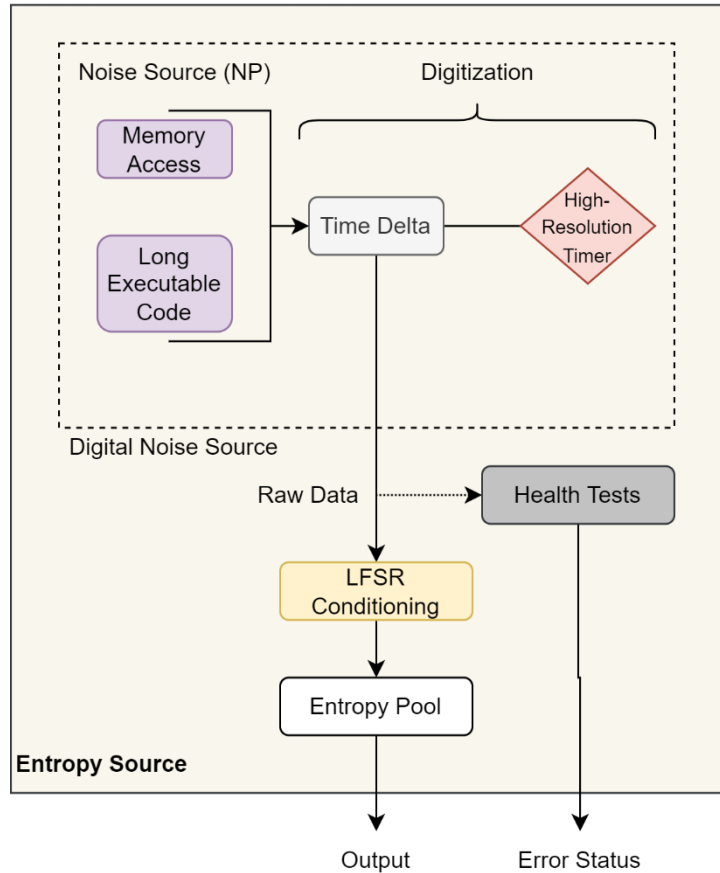 Noise Source (NP)
Digitization
Memory
Access
Long
Executable
Code
Time Delta
High-
Resolution
Timer
Digital Noise Source
Raw Data
Health Tests
LFSR
Conditioning
Entropy Pool
Entropy Source
Output
Error Status